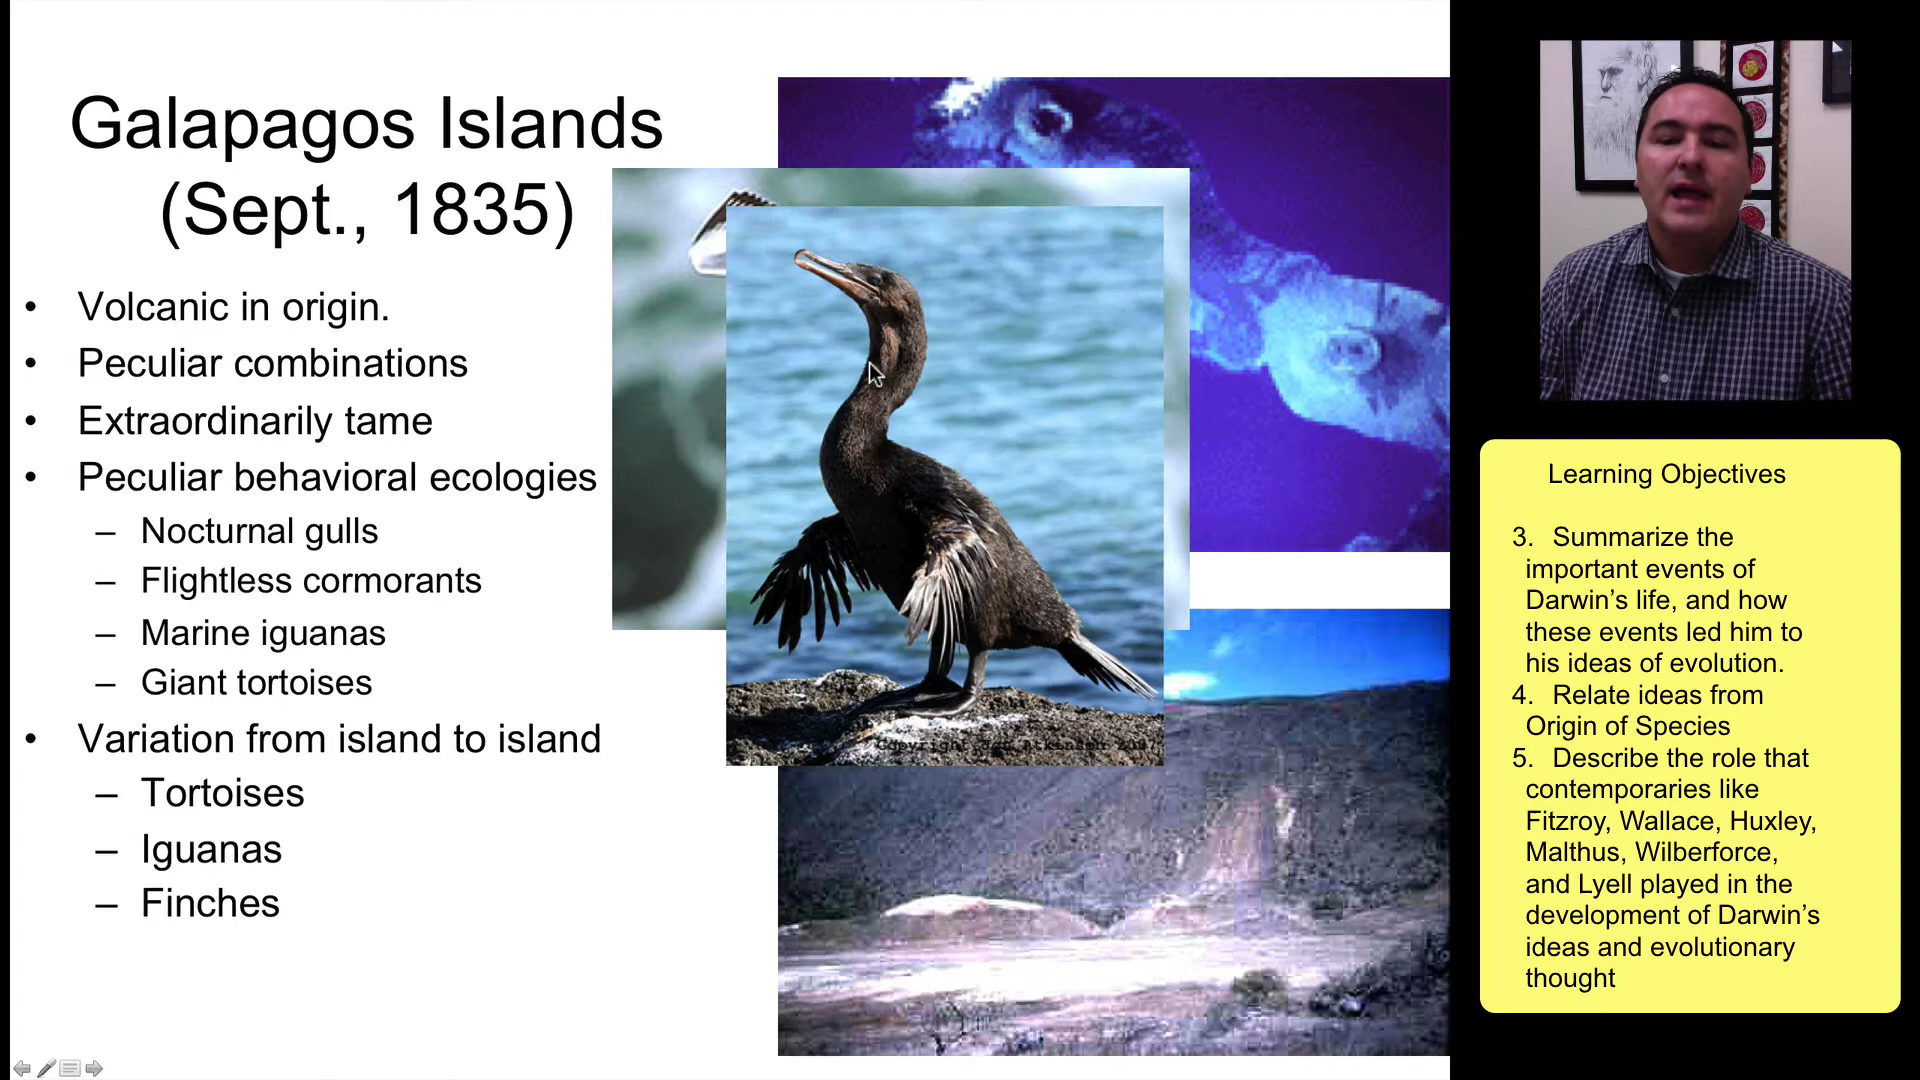 Galapagos Islands
(Sept., 1835)
• Volcanic in origin.
• Peculiar combinations
• Extraordinarily tame
• Peculiar behavioral ecologies
– Nocturnal gulls
– Flightless cormorants
– Marine iguanas
– Giant tortoises
• Variation from island to island
– Tortoises
– Iguanas
– Finches
Copyright Jon Atkinson 2007
Learning Objectives
3. Summarize the
important events of
Darwin’s life, and how
these events led him to
his ideas of evolution.
4. Relate ideas from
Origin of Species
5. Describe the role that
contemporaries like
Fitzroy, Wallace, Huxley,
Malthus, Wilberforce,
and Lyell played in the
development of Darwin’s
ideas and evolutionary
thought